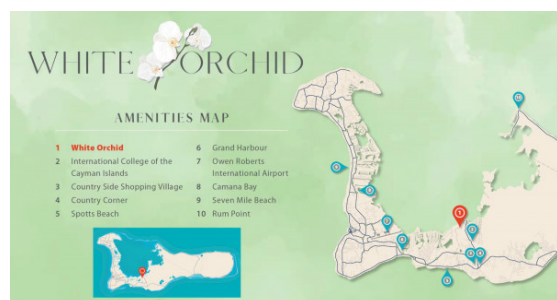 WHITE ORCHID
AMENITIES MAP
1 White Orchid
2 International College of the
Cayman Islands
3 Country Side Shopping Village
4 Country Corner
5 Spotts Beach
6 Grand Harbour
7 Owen Roberts
International Airport
8 Camana Bay
9 Seven Mile Beach
10 Rum Point
1